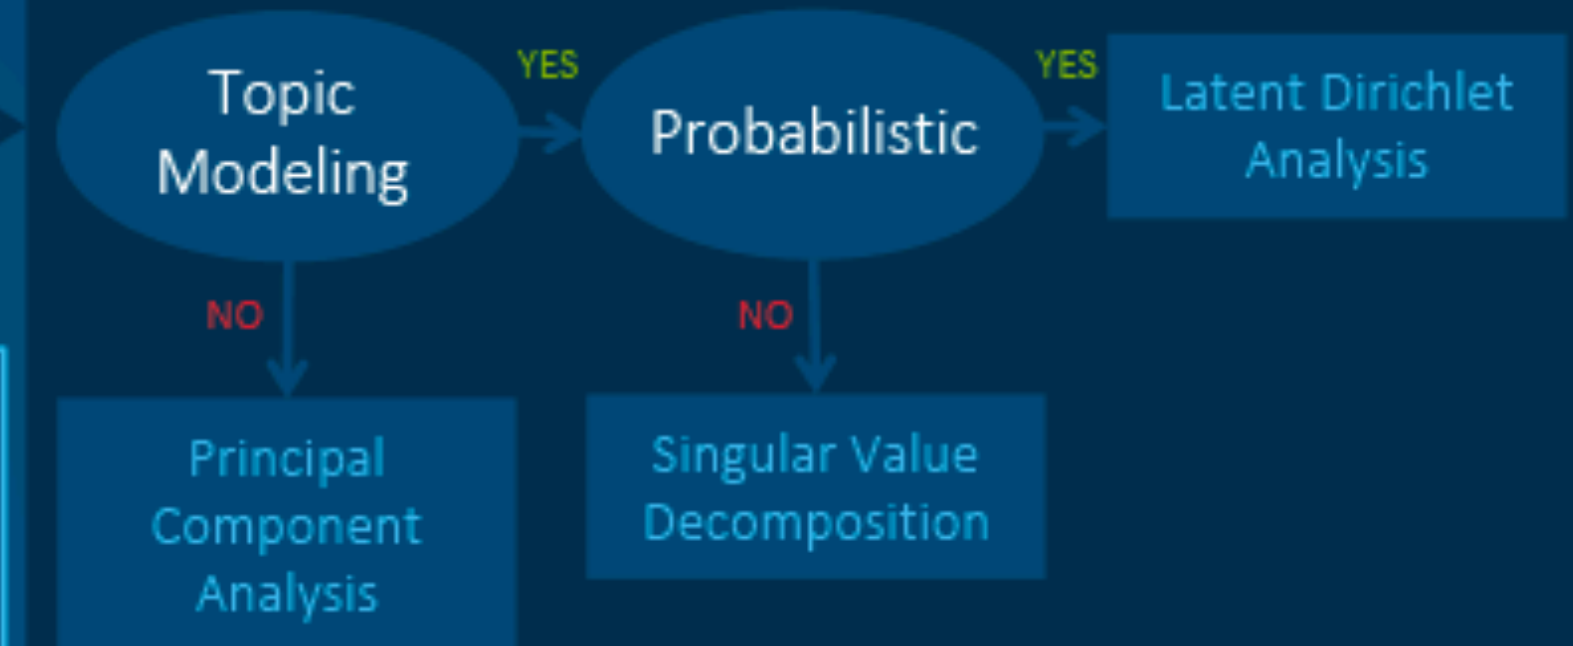 Topic
Modeling
YES
Probabilistic
YES
Latent Dirichlet
Analysis
NO
NO
Principal
Component
Analysis
Singular Value
Decomposition